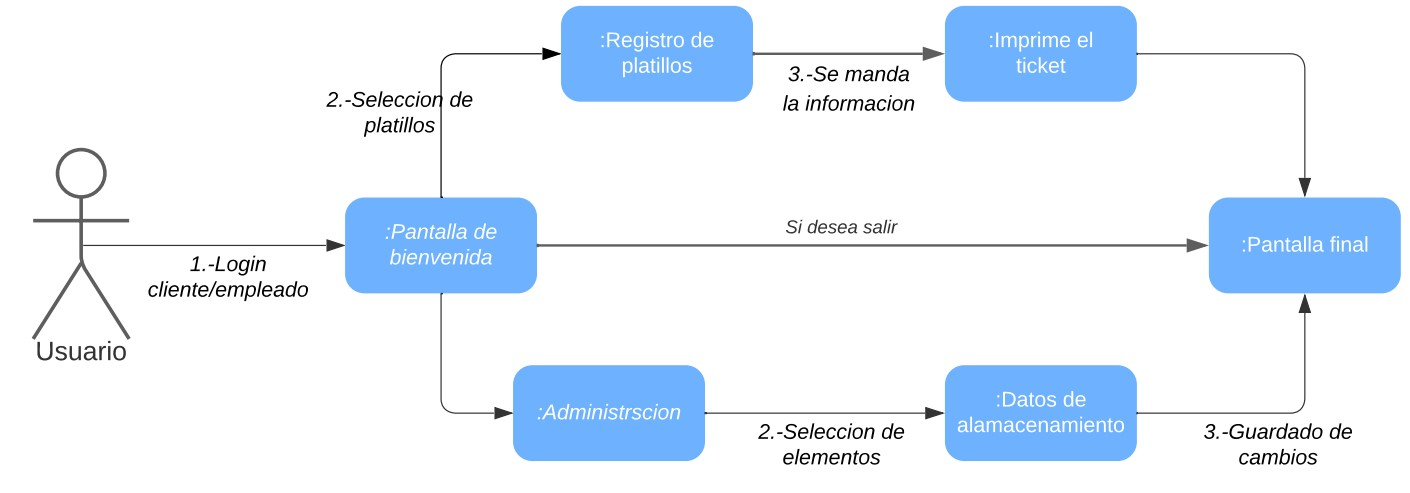 :Registro de
platillos
:Imprime el
ticket
3.-Se manda
la informacion
2.-Seleccion de
platillos
Usuario
1.-Login
cliente/empleado
:Pantalla de
bienvenida
Si desea salir
:Pantalla final
:Administrscion
2.-Seleccion de
elementos
:Datos de
alamacenamiento
3.-Guardado de
cambios